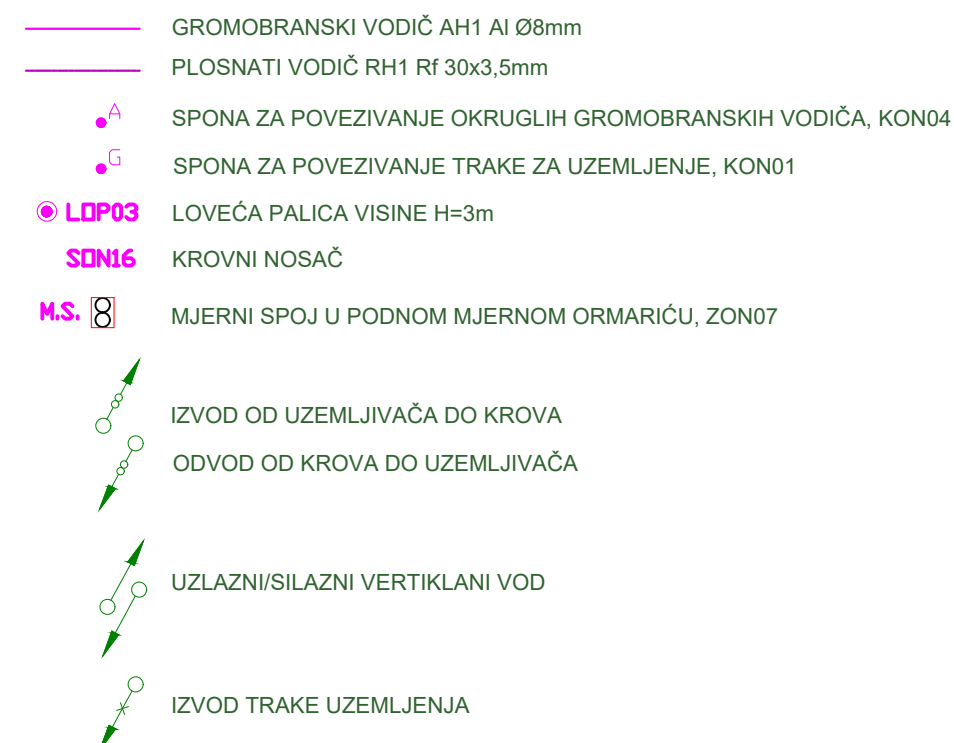 GROMOBRANSKI VODIČ AH1 Al Ø8mm
PLOSNATI VODIČ RH1 Rf 30x3,5mm
A SPONA ZA POVEZIVANJE OKRUGLIH GROMOBRANSKIH VODIČA, KON04
G SPONA ZA POVEZIVANJE TRAKE ZA UZEMLJENJE, KON01
LOP03 LOVEĆA PALICA VISINE H=3m
SON16 KROVNI NOSAČ
M.S. MJERNI SPOJ U PODNOM MJERNOM ORMARIĆU, ZON07
IZVOD OD UZEMLJIVAČA DO KROVA
ODVOD OD KROVA DO UZEMLJIVAČA
UZLAZNI/SILAZNI VERTIKLANI VOD
IZVOD TRAKE UZEMLJENJA